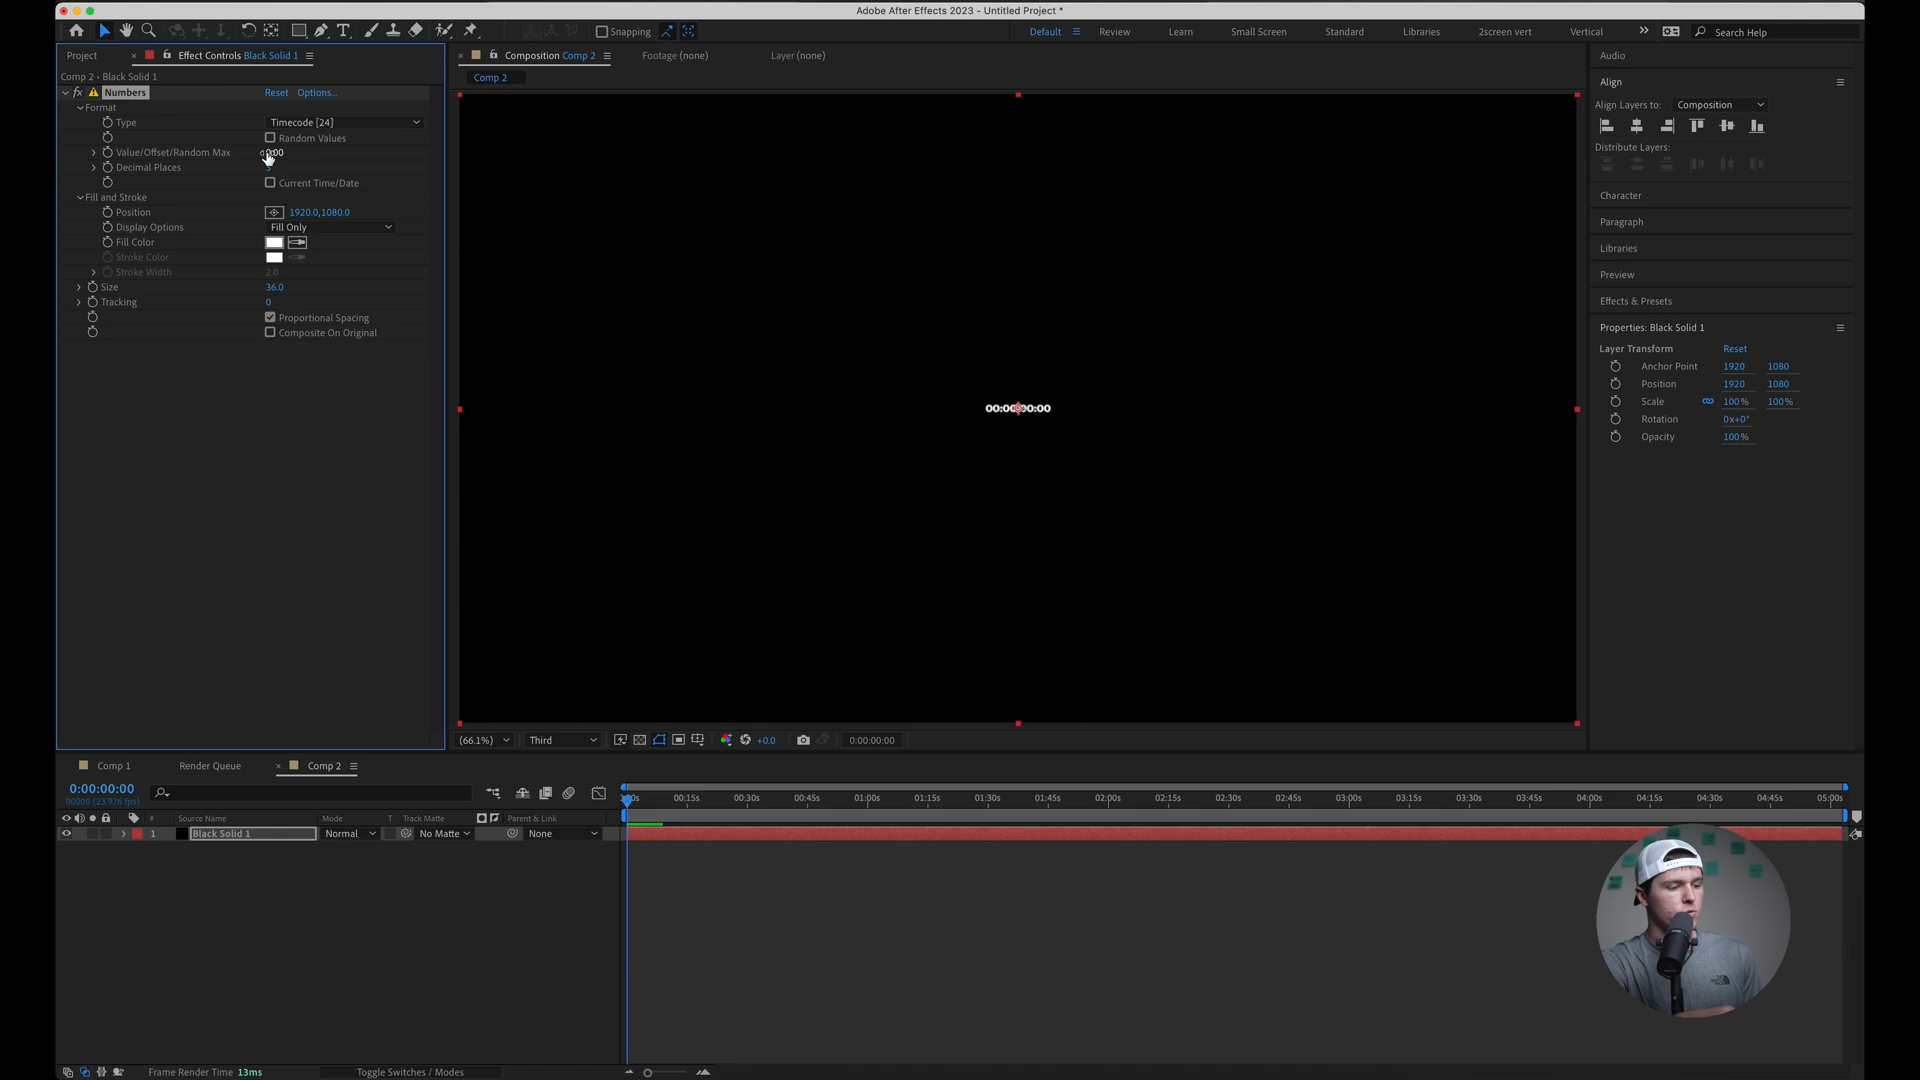 Adobe After Effects 2023 - Untitled Project *
Snapping
Default
Review
Learn
Small Screen
Standard
Libraries
2screen vert
Vertical
Search Help
Project
Effect Controls Black Solid 1
Composition Comp 2
Footage (none)
Layer (none)
Audio
Comp 2 • Black Solid 1
Comp 2
Align
fx Numbers Reset Options...
Format
Align Layers to: Composition
Type Timecode [24]
Random Values
Distribute Layers:
Value/Offset/Random Max 0:00
Decimal Places 3
Current Time/Date
Fill and Stroke
Character
Position 1920.0,1080.0
Paragraph
Display Options Fill Only
Fill Color
Libraries
Stroke Color
Stroke Width 2.0
Preview
Size 36.0
Tracking 0
Effects & Presets
Proportional Spacing
Composite On Original
Properties: Black Solid 1
Layer Transform Reset
Anchor Point 1920 1080
Position 1920 1080
Scale 100% 100%
Rotation 0x+0°
Opacity 100%
00:00:00:00
(66.1%)
Third
+0.0
0:00:00:00
Comp 1
Render Queue
Comp 2
0:00:00:00
00000 (23.976 fps)
00:15s 00:30s 00:45s 01:00s 01:15s 01:30s 01:45s 02:00s 02:15s 02:30s 02:45s 03:00s 03:15s 03:30s 03:45s 04:00s 04:15s 04:30s 04:45s 05:00s
# Source Name Mode T Track Matte Parent & Link
1 Black Solid 1 Normal No Matte None
Frame Render Time 13ms
Toggle Switches / Modes